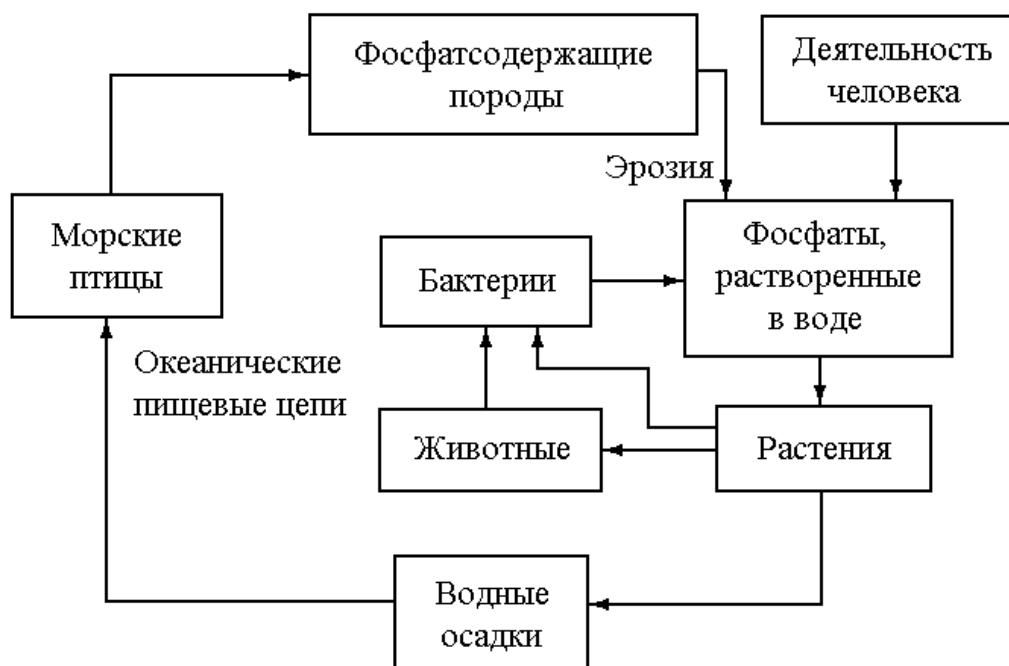 Фосфатсодержащие
породы
Деятельность
человека
Эрозия
Морские
птицы
Бактерии
Фосфаты,
растворенные
в воде
Океанические
пищевые цепи
Животные
Растения
Водные
осадки